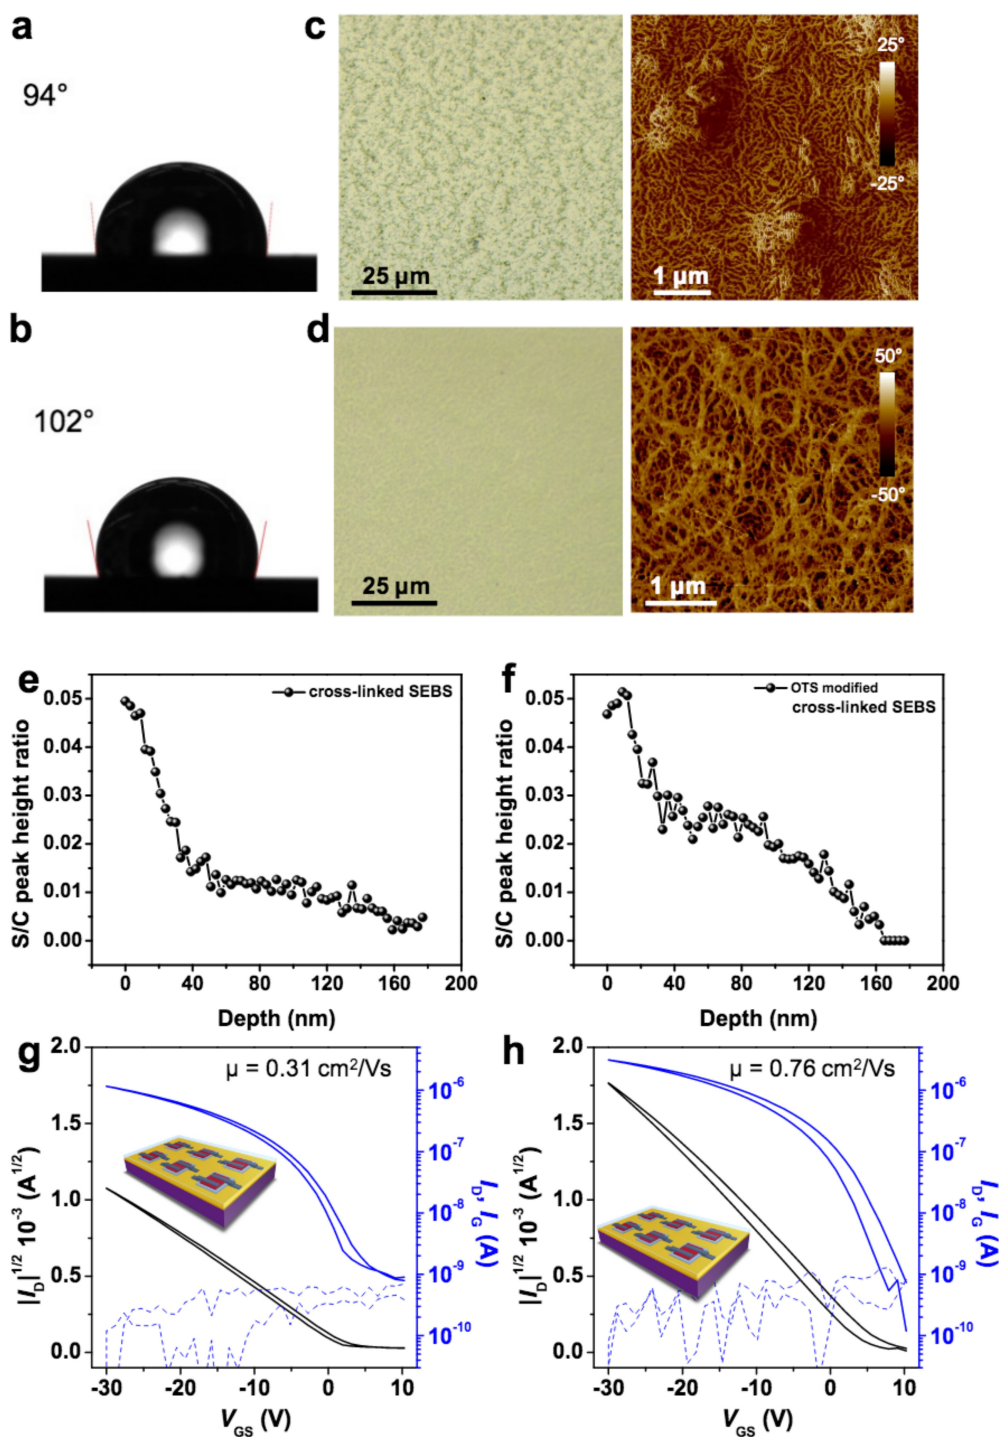 a
94°
c
25 µm
25°
-25°
1 µm
b
102°
d
25 µm
50°
-50°
1 µm
e
cross-linked SEBS
S/C peak height ratio
0.05
0.04
0.03
0.02
0.01
0.00
0 40 80 120 160 200
Depth (nm)
f
OTS modified
cross-linked SEBS
S/C peak height ratio
0.05
0.04
0.03
0.02
0.01
0.00
0 40 80 120 160 200
Depth (nm)
g
µ = 0.31 cm²/Vs
|I_D|^1/2 10⁻³ (A^1/2)
2.0
1.5
1.0
0.5
0.0
10⁻⁶
10⁻⁷
10⁻⁸
10⁻⁹
10⁻¹⁰
I_D, I_G (A)
-30 -20 -10 0 10
V_GS (V)
h
µ = 0.76 cm²/Vs
|I_D|^1/2 10⁻³ (A^1/2)
2.0
1.5
1.0
0.5
0.0
10⁻⁶
10⁻⁷
10⁻⁸
10⁻⁹
10⁻¹⁰
I_D, I_G (A)
-30 -20 -10 0 10
V_GS (V)